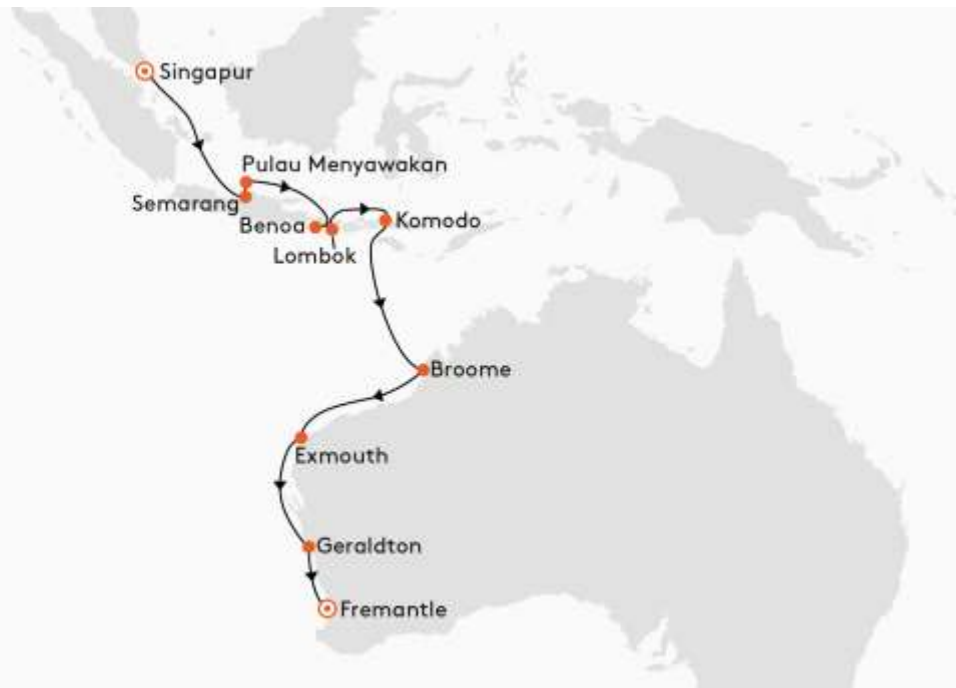 Singapur
Pulau Menyawakan
Semarang
Benoa
Komodo
Lombok
Broome
Exmouth
Geraldton
Fremantle